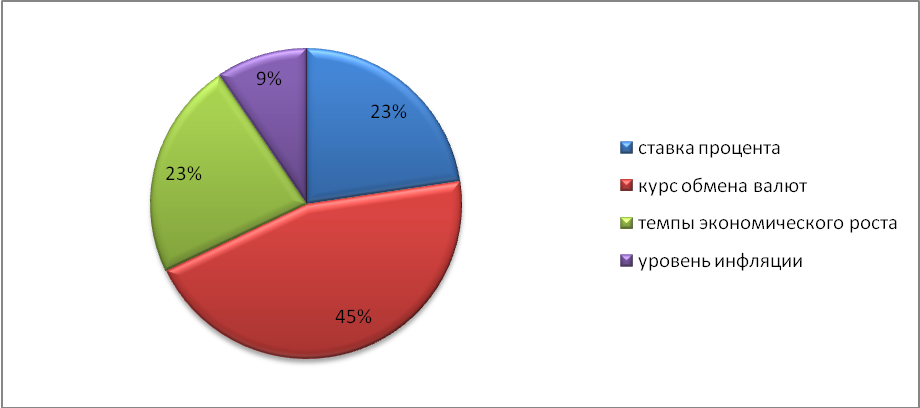 9%
23%
23%
45%
ставка процента
курс обмена валют
темпы экономического роста
уровень инфляции